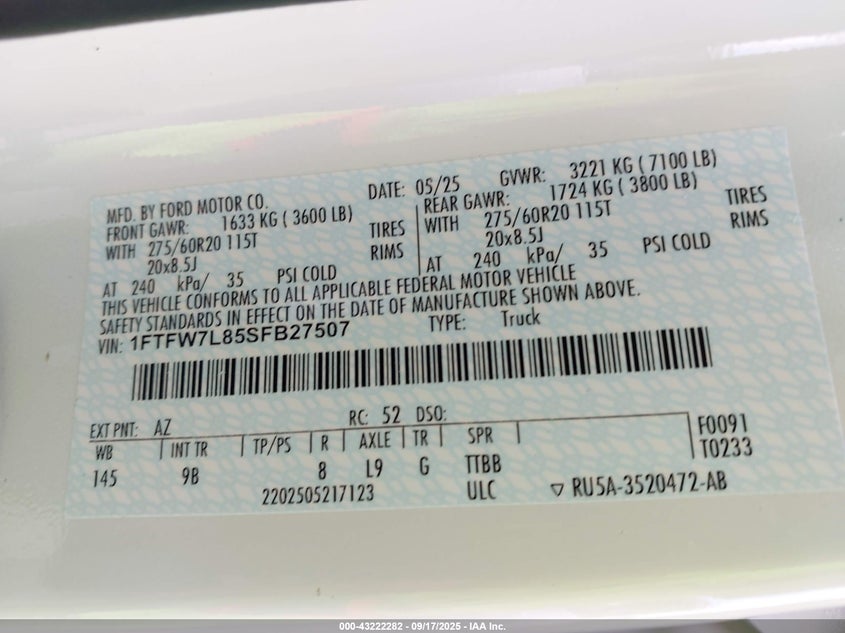 MFD. BY FORD MOTOR CO. DATE: 05/25 GVWR: 3221 KG ( 7100 LB)
FRONT GAWR: 1633 KG ( 3600 LB) REAR GAWR: 1724 KG ( 3800 LB)
WITH 275/60R20 115T TIRES WITH 275/60R20 115T TIRES
20x8.5J RIMS 20x8.5J RIMS
AT 240 kPa/ 35 PSI COLD AT 240 kPa/ 35 PSI COLD
THIS VEHICLE CONFORMS TO ALL APPLICABLE FEDERAL MOTOR VEHICLE
SAFETY STANDARDS IN EFFECT ON THE DATE OF MANUFACTURE SHOWN ABOVE.
VIN: 1FTFW7L85SFB27507 TYPE: Truck
EXT PNT: AZ RC: 52 DSO:
WB INT TR TP/PS R AXLE TR SPR F0091
145 9B 8 L9 G TTBB T0233
2202505217123 ULC ▽ RU5A-3520472-AB
000-43222282 - 09/17/2025 - IAA Inc.